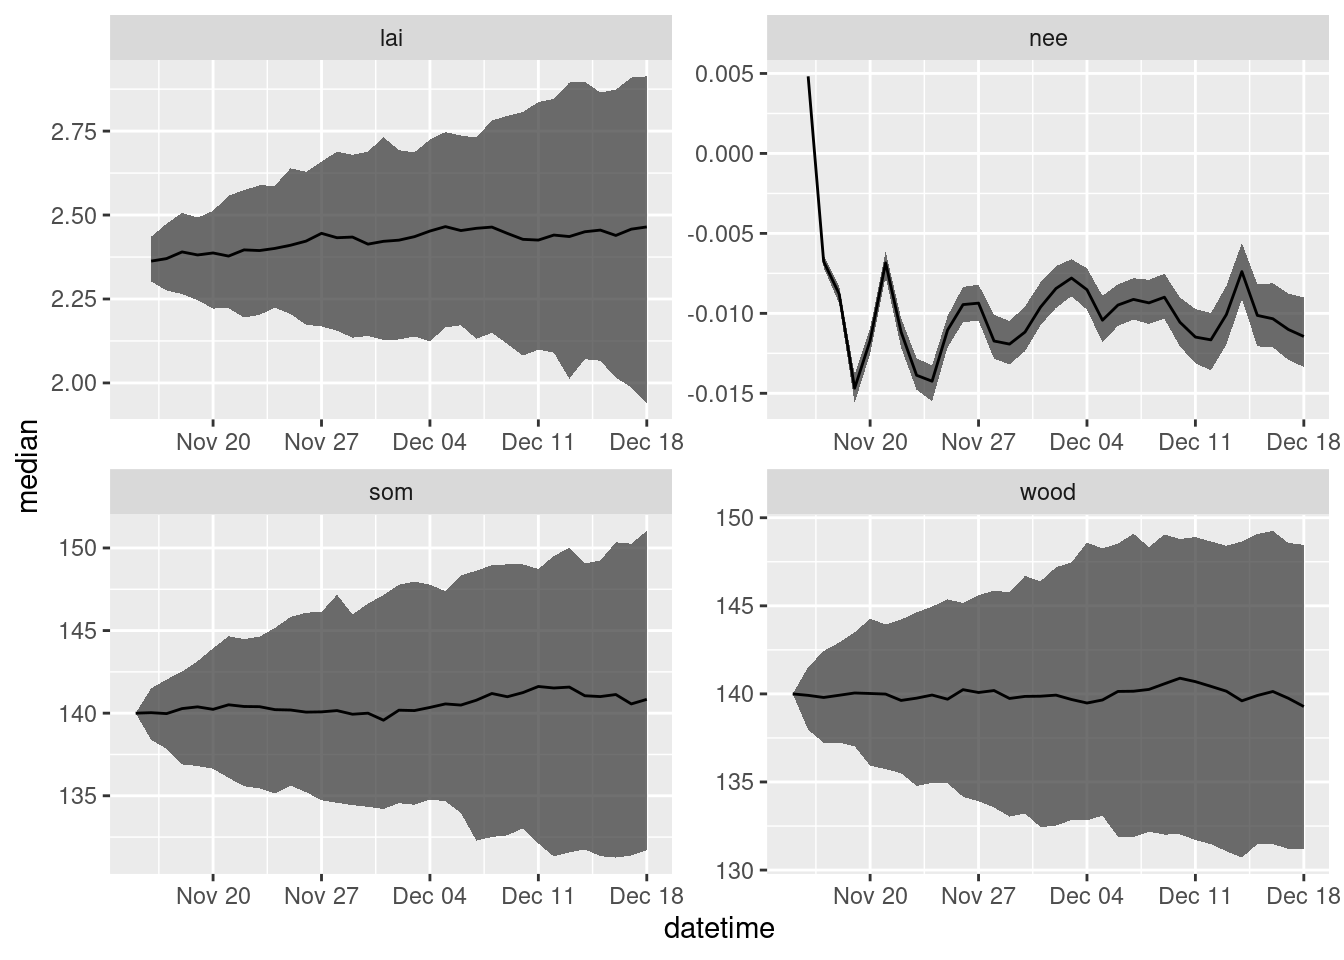 lai
nee
2.75
2.50
2.25
2.00
0.005
0.000
-0.005
-0.010
-0.015
Nov 20 Nov 27 Dec 04 Dec 11 Dec 18
Nov 20 Nov 27 Dec 04 Dec 11 Dec 18
median
som
wood
150
145
140
135
150
145
140
135
130
Nov 20 Nov 27 Dec 04 Dec 11 Dec 18
Nov 20 Nov 27 Dec 04 Dec 11 Dec 18
datetime